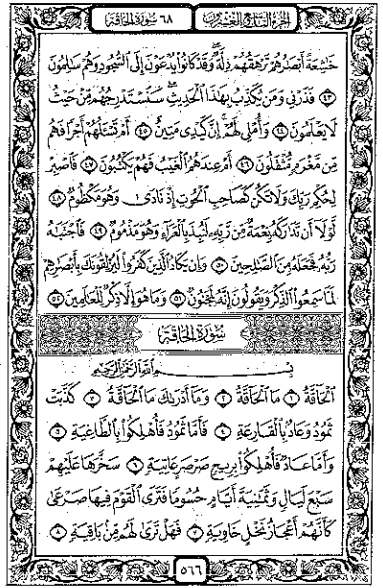 الجزء التاسع والعشرون
٦٨ سورة الحاقة
خَٰشِعَةً أَبْصَٰرُهُمْ تَرْهَقُهُمْ ذِلَّةٌۖ وَقَدْ كَانُوا۟ يُدْعَوْنَ إِلَى ٱلسُّجُودِ وَهُمْ سَٰلِمُونَ
٤٣ فَذَرْنِى وَمَن يُكَذِّبُ بِهَٰذَا ٱلْحَدِيثِۖ سَنَسْتَدْرِجُهُم مِّنْ حَيْثُ
لَا يَعْلَمُونَ ٤٤ وَأُمْلِى لَهُمْۚ إِنَّ كَيْدِى مَتِينٌ ٤٥ أَمْ تَسْـَٔلُهُمْ أَجْرًا فَهُم
مِّن مَّغْرَمٍ مُّثْقَلُونَ ٤٦ أَمْ عِندَهُمُ ٱلْغَيْبُ فَهُمْ يَكْتُبُونَ ٤٧ فَٱصْبِرْ
لِحُكْمِ رَبِّكَ وَلَا تَكُن كَصَاحِبِ ٱلْحُوتِ إِذْ نَادَىٰ وَهُوَ مَكْظُومٌ ٤٨
لَّوْلَآ أَن تَدَٰرَكَهُۥ نِعْمَةٌ مِّن رَّبِّهِۦ لَنُبِذَ بِٱلْعَرَآءِ وَهُوَ مَذْمُومٌ ٤٩ فَٱجْتَبَٰهُ
رَبُّهُۥ فَجَعَلَهُۥ مِنَ ٱلصَّٰلِحِينَ ٥٠ وَإِن يَكَادُ ٱلَّذِينَ كَفَرُوا۟ لَيُزْلِقُونَكَ بِأَبْصَٰرِهِمْ
لَمَّا سَمِعُوا۟ ٱلذِّكْرَ وَيَقُولُونَ إِنَّهُۥ لَمَجْنُونٌ ٥١ وَمَا هُوَ إِلَّا ذِكْرٌ لِّلْعَٰلَمِينَ ٥٢
سُورَةُ الْحَاقَّةِ
بِسْمِ ٱللَّهِ ٱلرَّحْمَٰنِ ٱلرَّحِيمِ
ٱلْحَآقَّةُ ١ مَا ٱلْحَآقَّةُ ٢ وَمَآ أَدْرَىٰكَ مَا ٱلْحَآقَّةُ ٣ كَذَّبَتْ
ثَمُودُ وَعَادٌۢ بِٱلْقَارِعَةِ ٤ فَأَمَّا ثَمُودُ فَأُهْلِكُوا۟ بِٱلطَّاغِيَةِ ٥
وَأَمَّا عَادٌ فَأُهْلِكُوا۟ بِرِيحٍ صَرْصَرٍ عَاتِيَةٍ ٦ سَخَّرَهَا عَلَيْهِمْ
سَبْعَ لَيَالٍ وَثَمَٰنِيَةَ أَيَّامٍ حُسُومًا فَتَرَى ٱلْقَوْمَ فِيهَا صَرْعَىٰ
كَأَنَّهُمْ أَعْجَازُ نَخْلٍ خَاوِيَةٍ ٧ فَهَلْ تَرَىٰ لَهُم مِّنۢ بَاقِيَةٍ ٨
٥٦٦